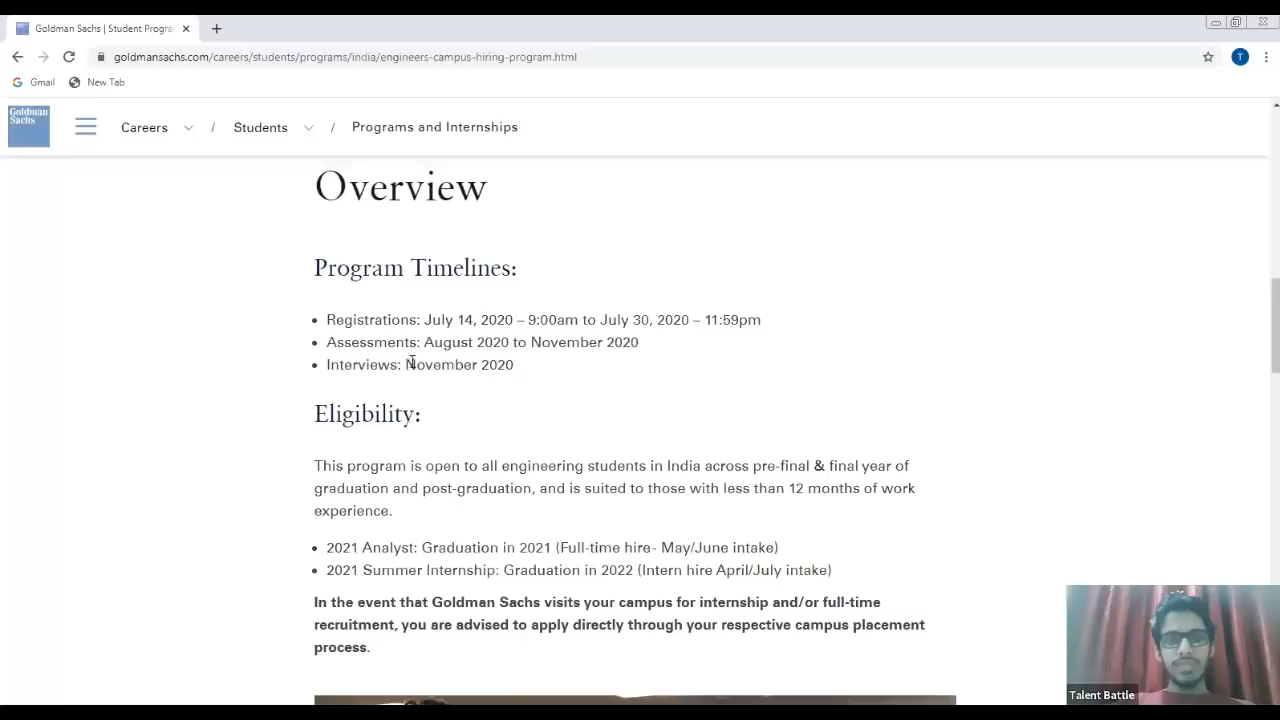 Goldman Sachs | Student Progra
goldmansachs.com/careers/students/programs/india/engineers-campus-hiring-program.html
T
Gmail
New Tab
Goldman
Sachs
Careers / Students / Programs and Internships
Overview
Program Timelines:
• Registrations: July 14, 2020 – 9:00am to July 30, 2020 – 11:59pm
• Assessments: August 2020 to November 2020
• Interviews: November 2020
Eligibility:
This program is open to all engineering students in India across pre-final & final year of
graduation and post-graduation, and is suited to those with less than 12 months of work
experience.
• 2021 Analyst: Graduation in 2021 (Full-time hire- May/June intake)
• 2021 Summer Internship: Graduation in 2022 (Intern hire April/July intake)
In the event that Goldman Sachs visits your campus for internship and/or full-time
recruitment, you are advised to apply directly through your respective campus placement
process.
Talent Battle